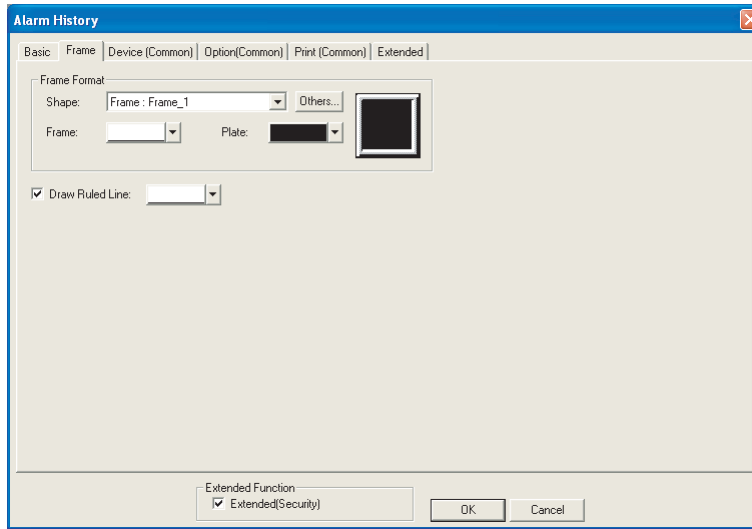 Alarm History
Basic Frame Device (Common) Option(Common) Print (Common) Extended
Frame Format
Shape: Frame : Frame_1 Others...
Frame: Plate:
Draw Ruled Line:
Extended Function
Extended(Security)
OK Cancel